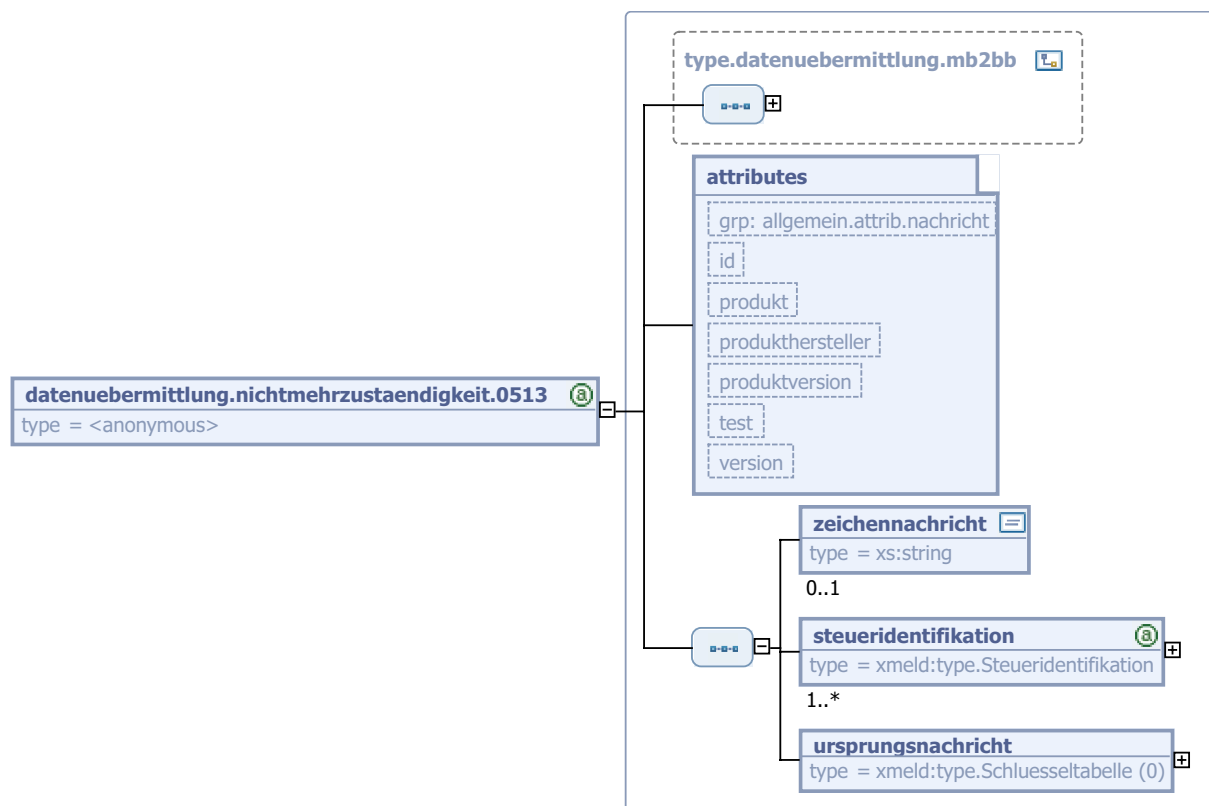 type.datenuebermittlung.mb2bb
attributes
grp: allgemein.attrib.nachricht
id
produkt
produkthersteller
produktversion
test
version
datenuebermittlung.nichtmehrzustaendigkeit.0513
type = <anonymous>
zeichennachricht
type = xs:string
0..1
steueridentifikation
type = xmeld:type.Steueridentifikation
1..*
ursprungsnachricht
type = xmeld:type.Schluesseltabelle (0)